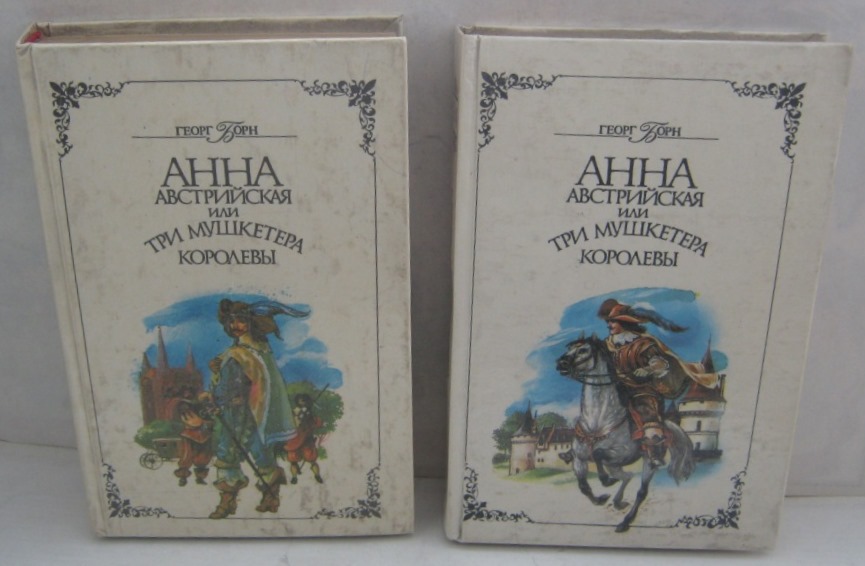 ГЕОРГ БОРН
АННА
АВСТРИЙСКАЯ
ИЛИ
ТРИ МУШКЕТЕРА
КОРОЛЕВЫ
ГЕОРГ БОРН
АННА
АВСТРИЙСКАЯ
ИЛИ
ТРИ МУШКЕТЕРА
КОРОЛЕВЫ